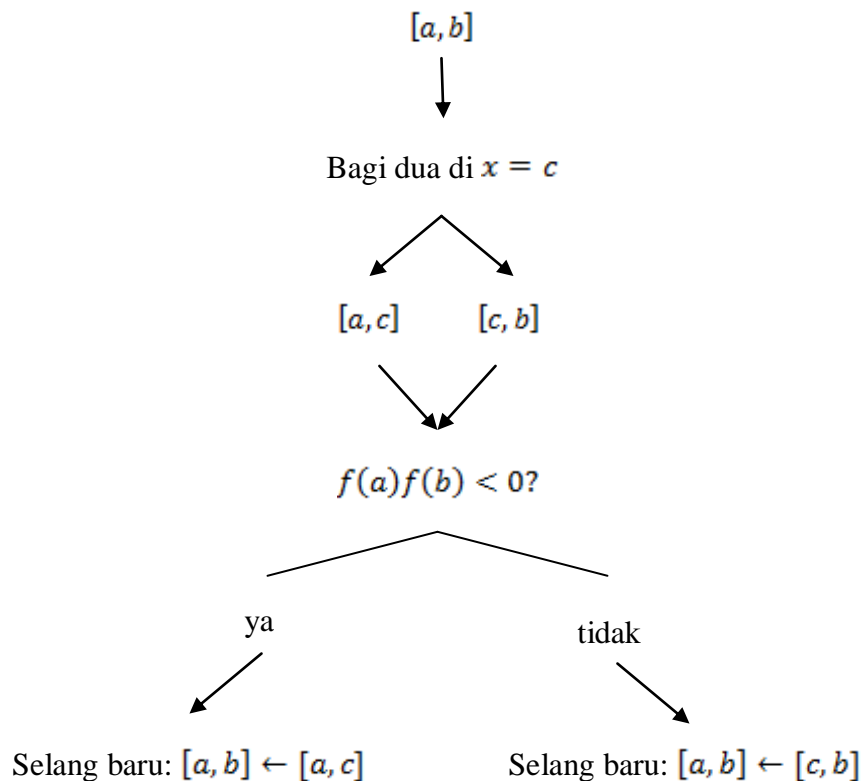 [a, b]
Bagi dua di x = c
[a, c] [c, b]
f(a)f(b) < 0?
ya tidak
Selang baru: [a, b] ← [a, c] Selang baru: [a, b] ← [c, b]